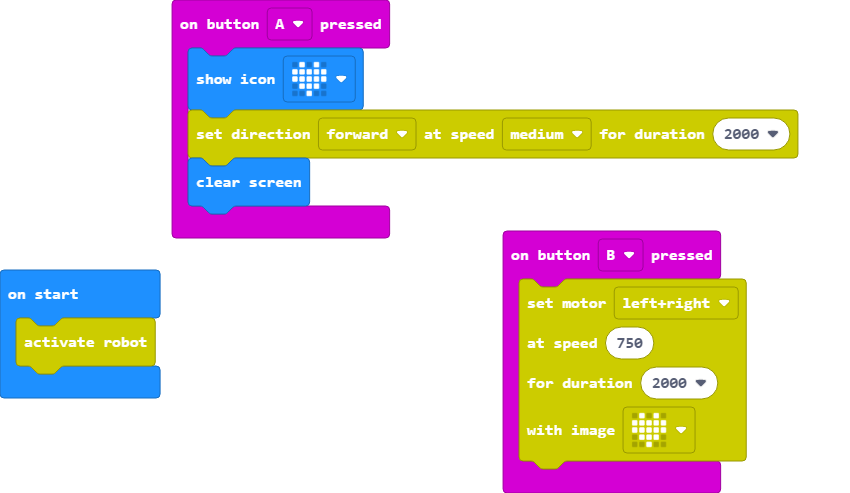 on button A pressed
show icon
set direction forward at speed medium for duration 2000
clear screen
on start
activate robot
on button B pressed
set motor left+right
at speed 750
for duration 2000
with image